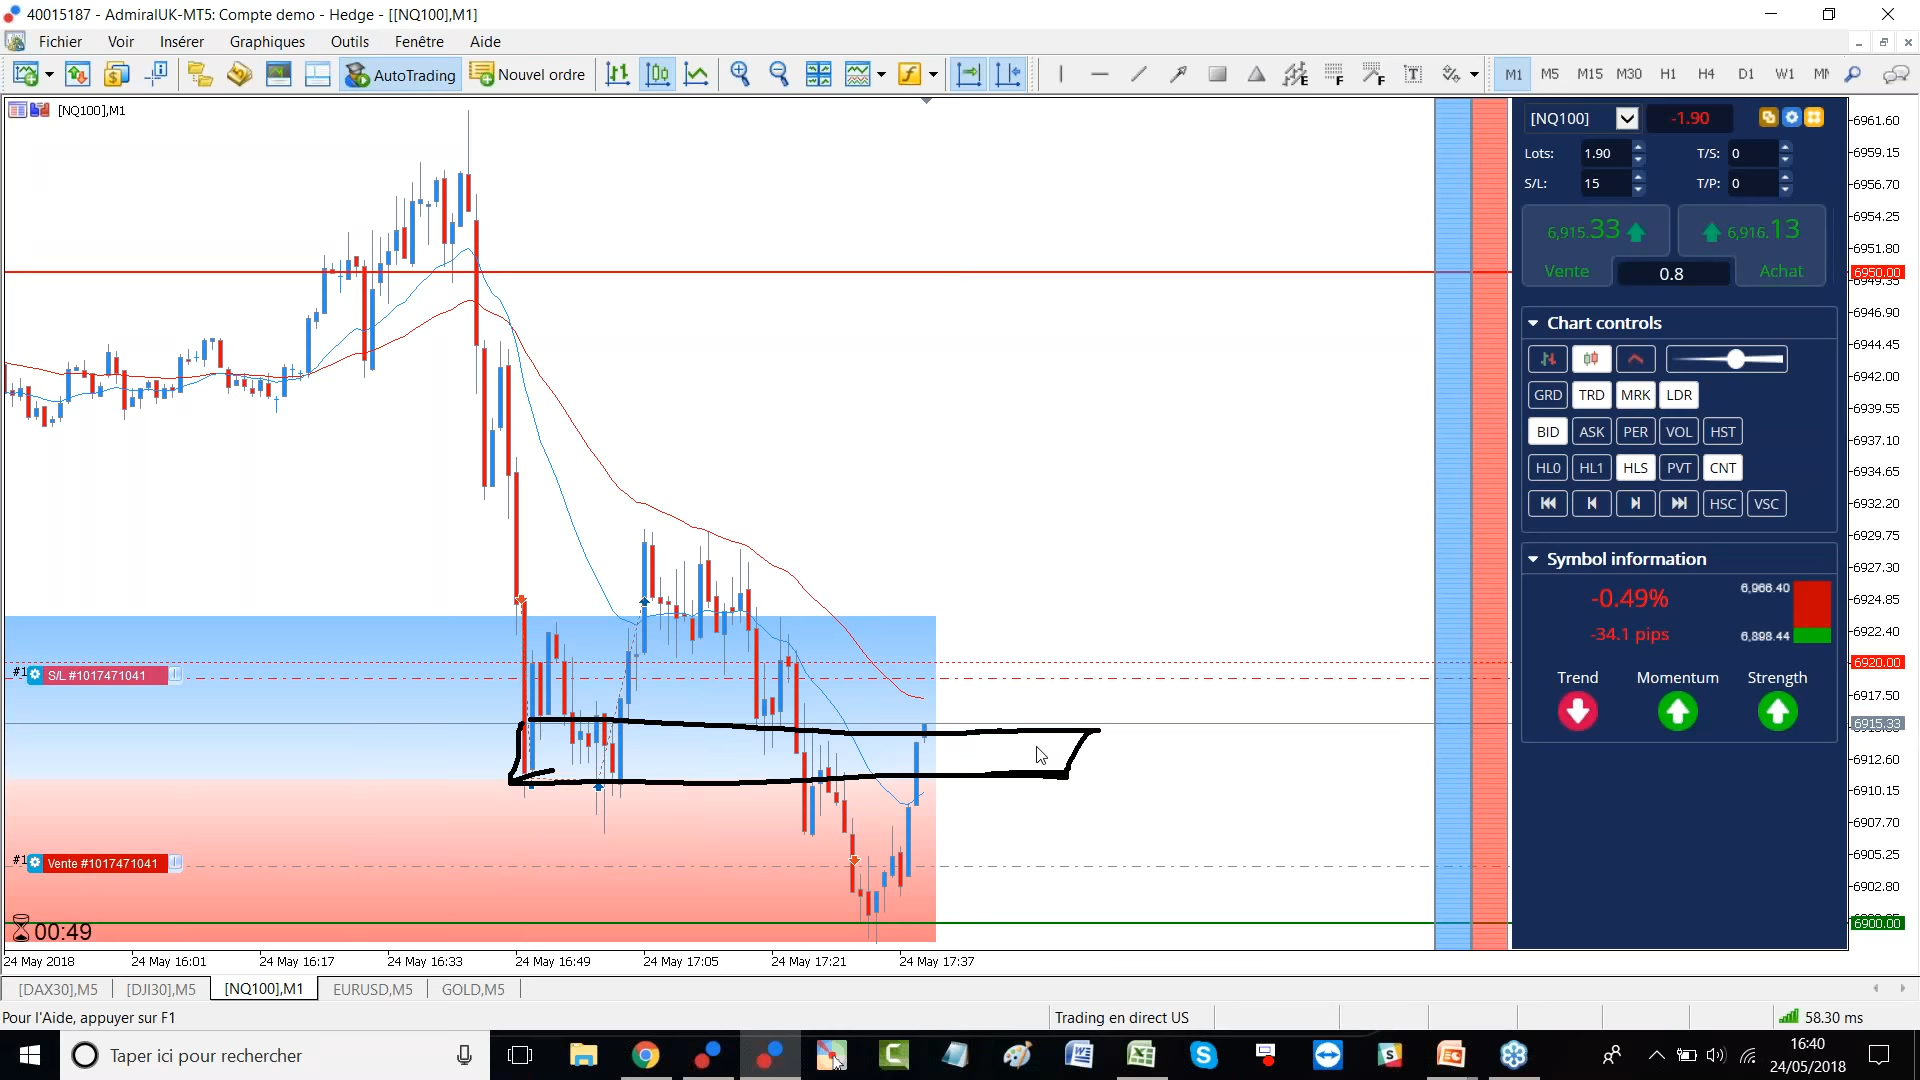 40015187 - AdmiralUK-MT5: Compte demo - Hedge - [[NQ100],M1]
Fichier Voir Insérer Graphiques Outils Fenêtre Aide
AutoTrading Nouvel ordre E F F T M1 M5 M15 M30 H1 H4 D1 W1
[NQ100],M1
[NQ100] -1.90
Lots: 1.90 T/S: 0
S/L: 15 T/P: 0
6,915.33 6,916.13
Vente 0.8 Achat
Chart controls
GRD TRD MRK LDR
BID ASK PER VOL HST
HL0 HL1 HLS PVT CNT
HSC VSC
Symbol information
-0.49% 6,966.40
-34.1 pips 6,898.44
Trend Momentum Strength
6961.60
6959.15
6956.70
6954.25
6951.80
6950.00
6949.35
6946.90
6944.45
6942.00
6939.55
6937.10
6934.65
6932.20
6929.75
6927.30
6924.85
6922.40
6920.00
6917.50
6915.33
6912.60
6910.15
6907.70
6905.25
6902.80
6900.00
#1 S/L #1017471041
#1 Vente #1017471041
00:49
24 May 2018 24 May 16:01 24 May 16:17 24 May 16:33 24 May 16:49 24 May 17:05 24 May 17:21 24 May 17:37
[DAX30],M5 [DJI30],M5 [NQ100],M1 EURUSD,M5 GOLD,M5
Pour l'Aide, appuyer sur F1 Trading en direct US 58.30 ms
Taper ici pour rechercher
16:40
24/05/2018